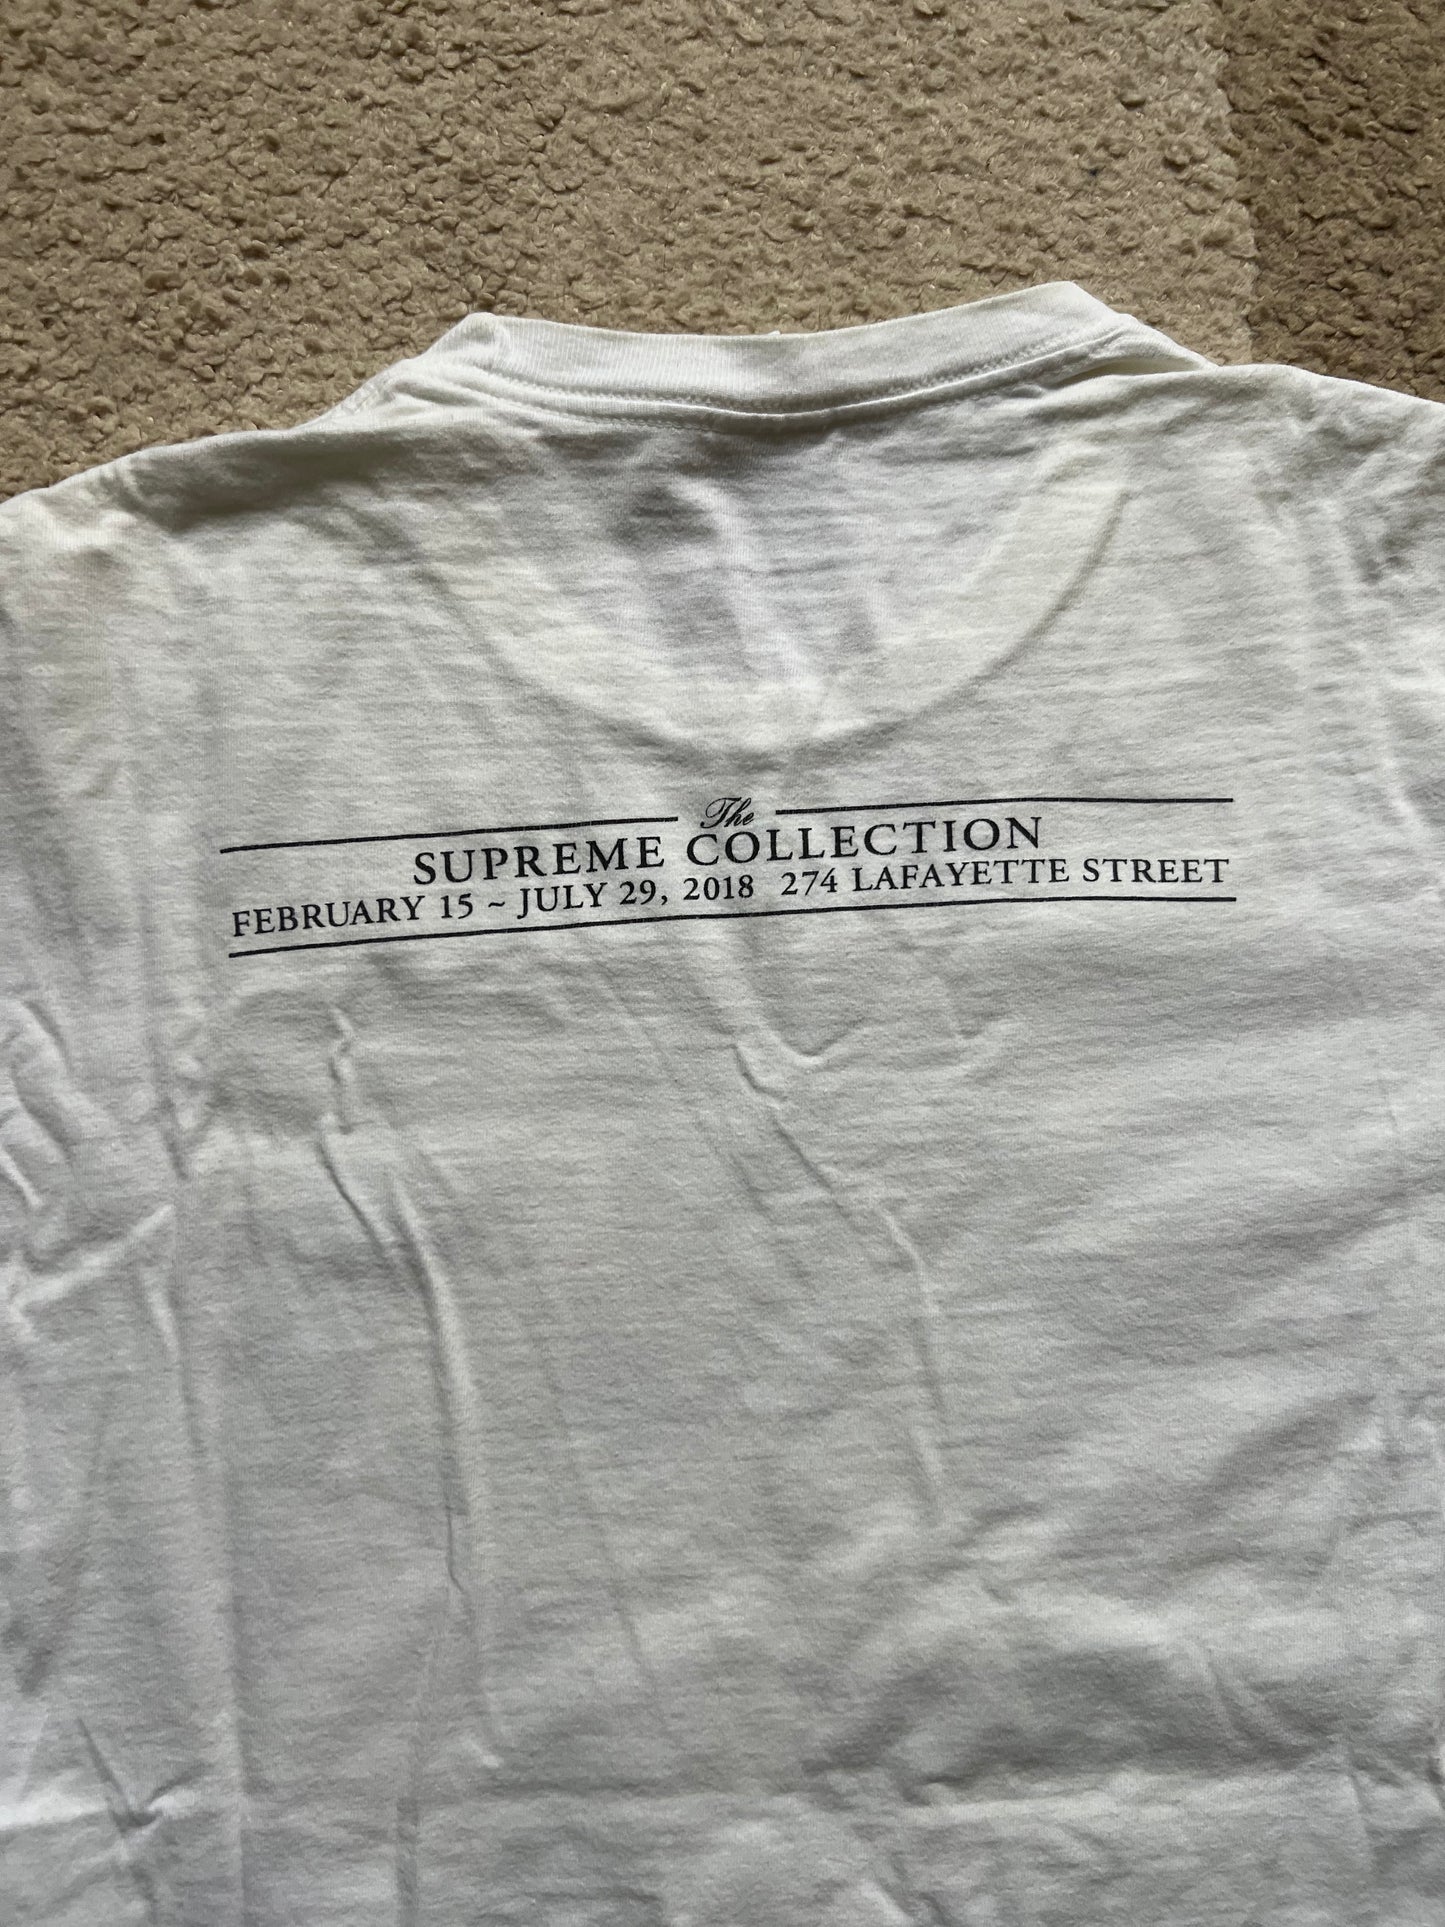 The
SUPREME COLLECTION
FEBRUARY 15 ~ JULY 29, 2018 274 LAFAYETTE STREET